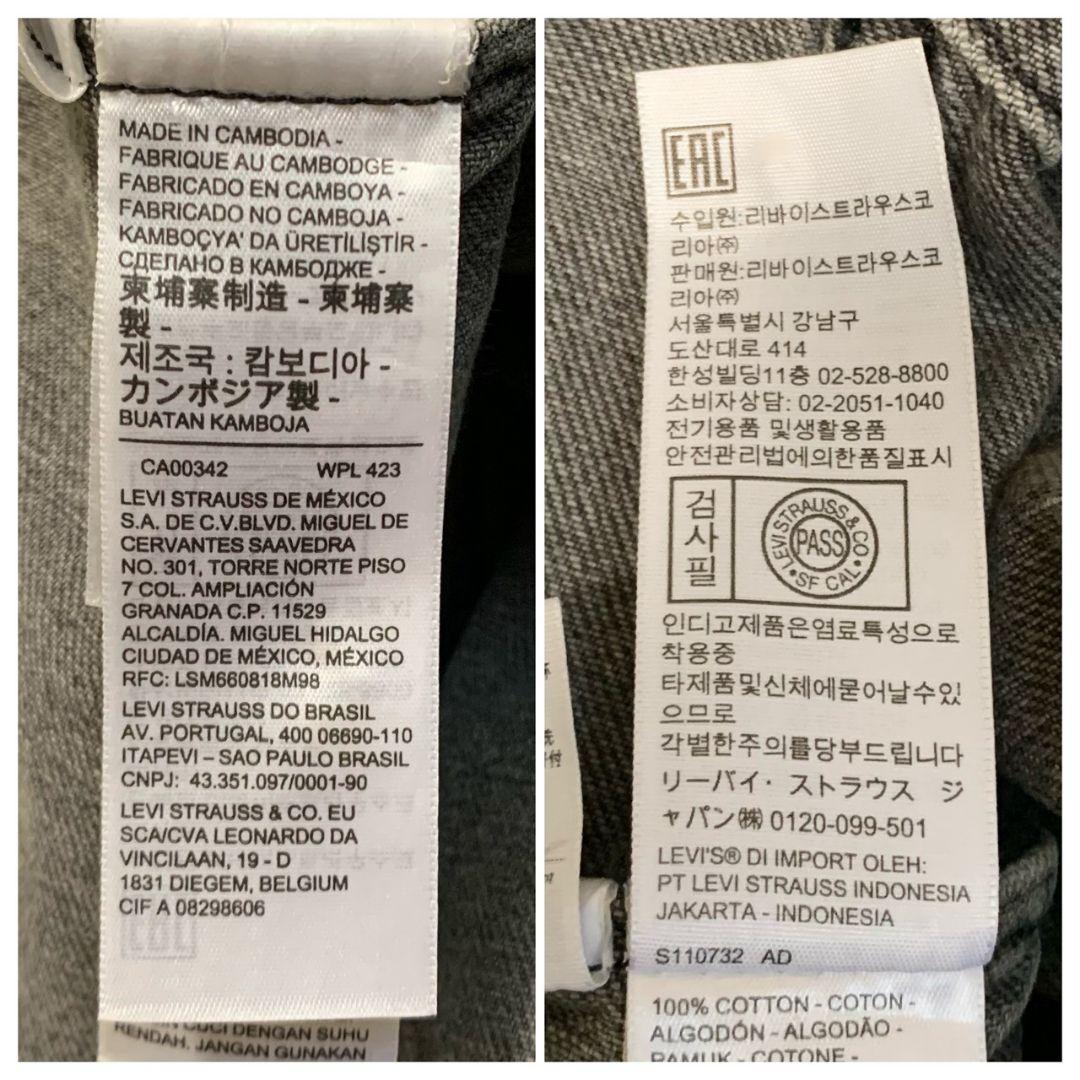 MADE IN CAMBODIA -
FABRIQUE AU CAMBODGE -
FABRICADO EN CAMBOYA -
FABRICADO NO CAMBOJA -
KAMBOÇYA' DA ÜRETİLİŞTİR -
СДЕЛАНО В КАМБОДЖЕ -
柬埔寨制造 - 柬埔寨
製 -
제조국 : 캄보디아 -
カンボジア製 -
BUATAN KAMBOJA
CA00342 WPL 423
LEVI STRAUSS DE MÉXICO
S.A. DE C.V.BLVD. MIGUEL DE
CERVANTES SAAVEDRA
NO. 301, TORRE NORTE PISO
7 COL. AMPLIACIÓN
GRANADA C.P. 11529
ALCALDÍA. MIGUEL HIDALGO
CIUDAD DE MÉXICO, MÉXICO
RFC: LSM660818M98
LEVI STRAUSS DO BRASIL
AV. PORTUGAL, 400 06690-110
ITAPEVI – SAO PAULO BRASIL
CNPJ: 43.351.097/0001-90
LEVI STRAUSS & CO. EU
SCA/CVA LEONARDO DA
VINCILAAN, 19 - D
1831 DIEGEM, BELGIUM
CIF A 08298606
CUCI DENGAN SUHU
RENDAH. JANGAN GUNAKAN
EAC
수입원:리바이스트라우스코
리아㈜
판매원:리바이스트라우스코
리아㈜
서울특별시 강남구
도산대로 414
한성빌딩11층 02-528-8800
소비자상담: 02-2051-1040
전기용품 및생활용품
안전관리법에의한품질표시
검사필
LEVI STRAUSS & CO.
PASS
• SF CAL •
인디고제품은염료특성으로
착용중
타제품및신체에묻어날수있
으므로
각별한주의를당부드립니다
リーバイ・ ストラウス ジ
ャパン㈱ 0120-099-501
LEVI'S® DI IMPORT OLEH:
PT LEVI STRAUSS INDONESIA
JAKARTA - INDONESIA
S110732 AD
100% COTTON - COTON -
ALGODÓN - ALGODÃO -
PAMUK - COTONE -